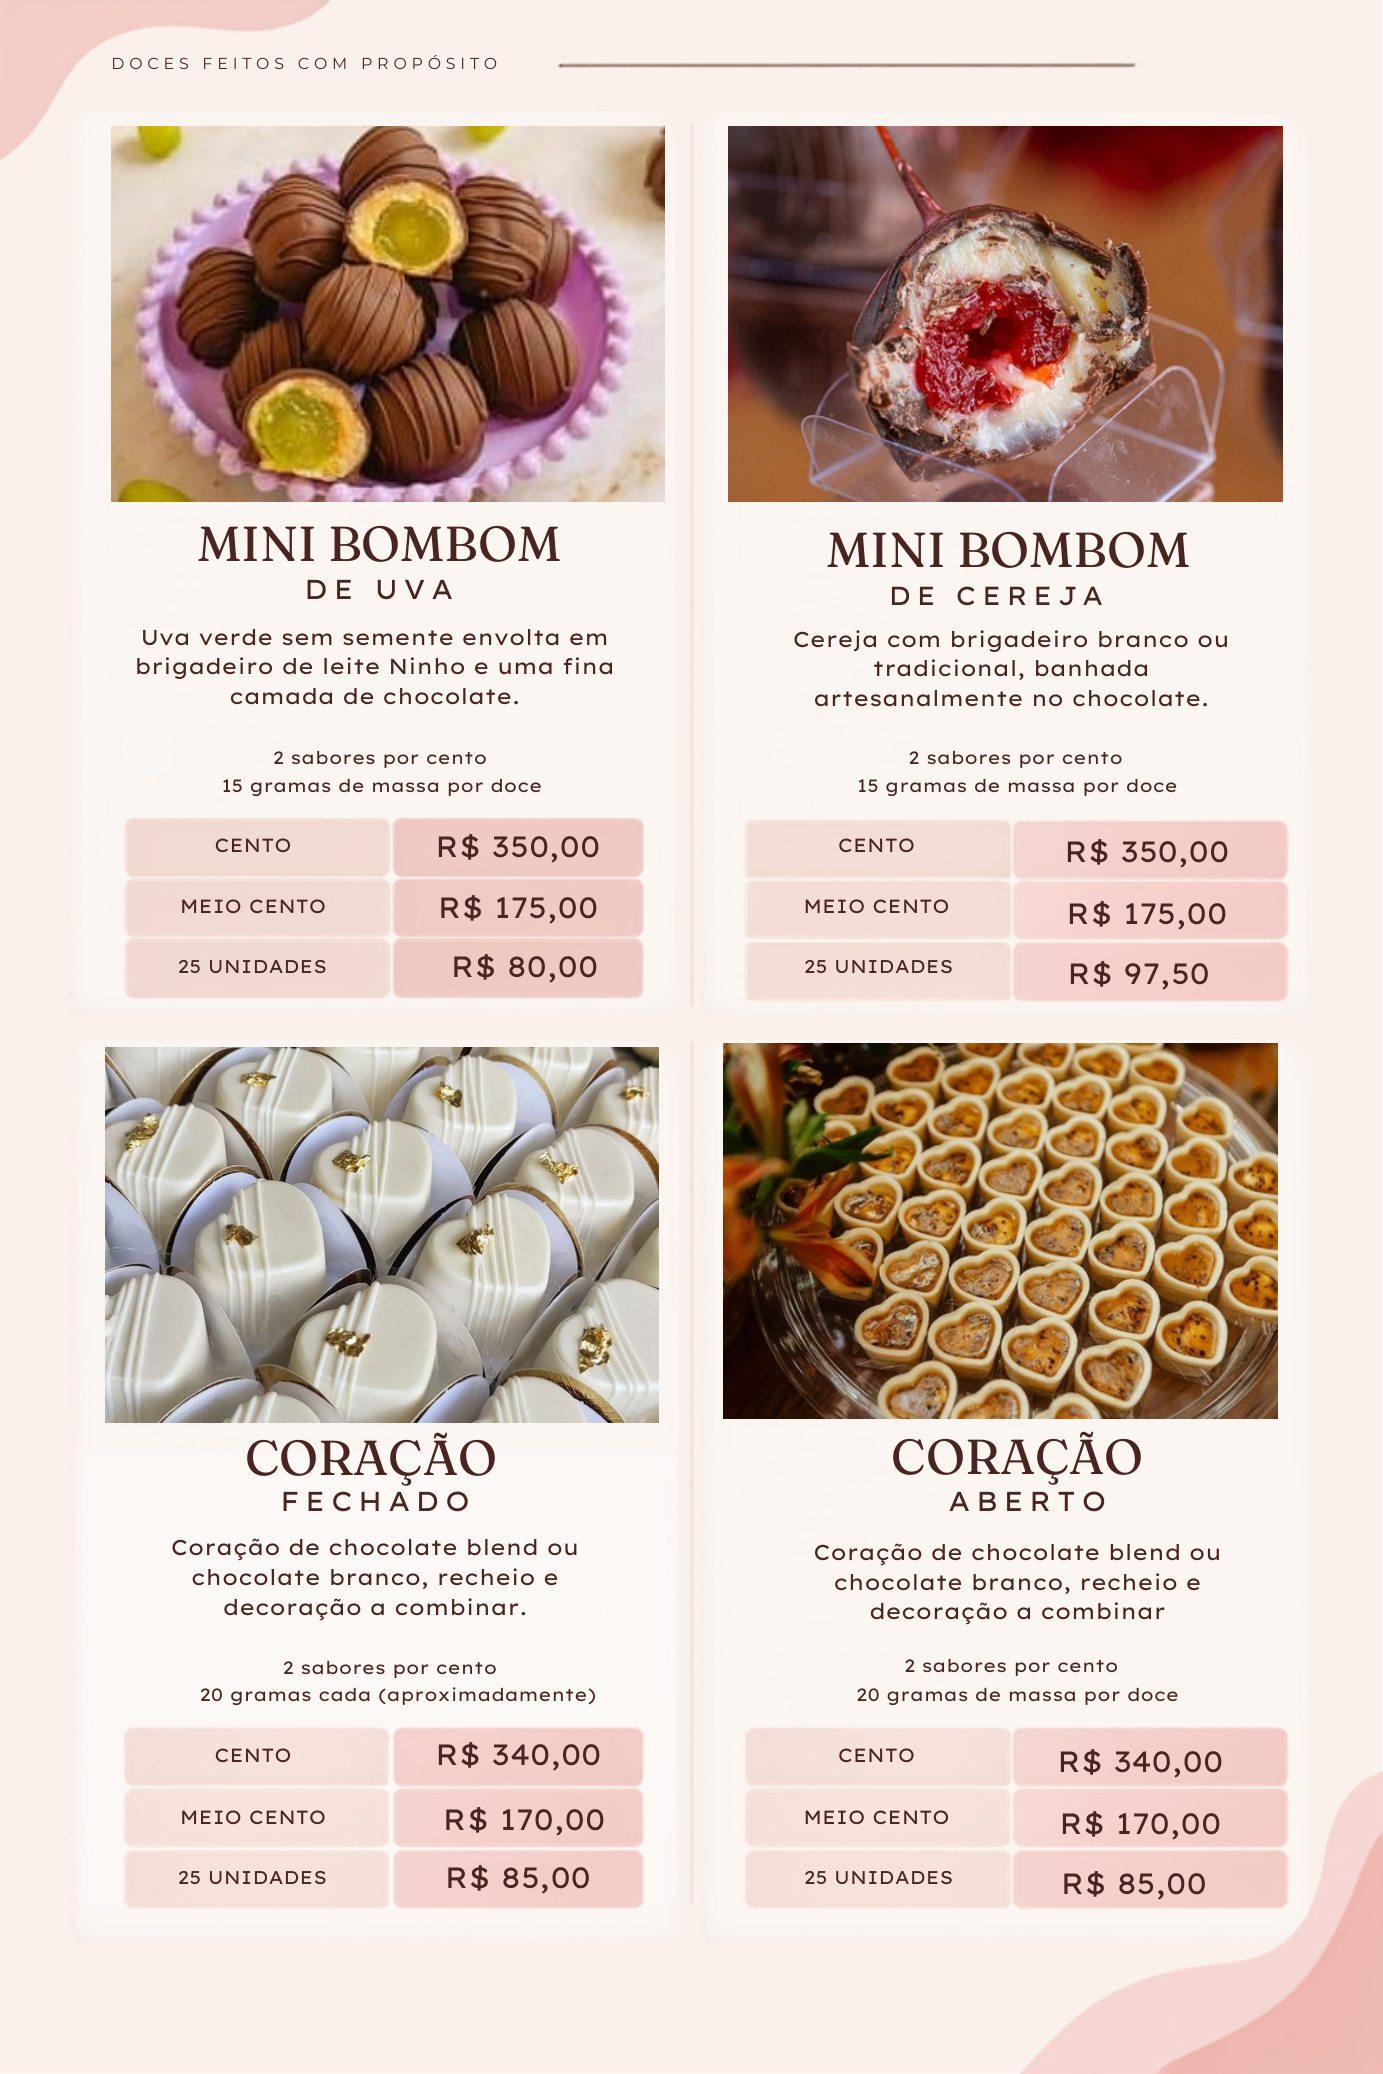 DOCES FEITOS COM PROPÓSITO
MINI BOMBOM
DE UVA
Uva verde sem semente envolta em
brigadeiro de leite Ninho e uma fina
camada de chocolate.
2 sabores por cento
15 gramas de massa por doce
CENTO R$ 350,00
MEIO CENTO R$ 175,00
25 UNIDADES R$ 80,00
MINI BOMBOM
DE CEREJA
Cereja com brigadeiro branco ou
tradicional, banhada
artesanalmente no chocolate.
2 sabores por cento
15 gramas de massa por doce
CENTO R$ 350,00
MEIO CENTO R$ 175,00
25 UNIDADES R$ 97,50
CORAÇÃO
FECHADO
Coração de chocolate blend ou
chocolate branco, recheio e
decoração a combinar.
2 sabores por cento
20 gramas cada (aproximadamente)
CENTO R$ 340,00
MEIO CENTO R$ 170,00
25 UNIDADES R$ 85,00
CORAÇÃO
ABERTO
Coração de chocolate blend ou
chocolate branco, recheio e
decoração a combinar
2 sabores por cento
20 gramas de massa por doce
CENTO R$ 340,00
MEIO CENTO R$ 170,00
25 UNIDADES R$ 85,00